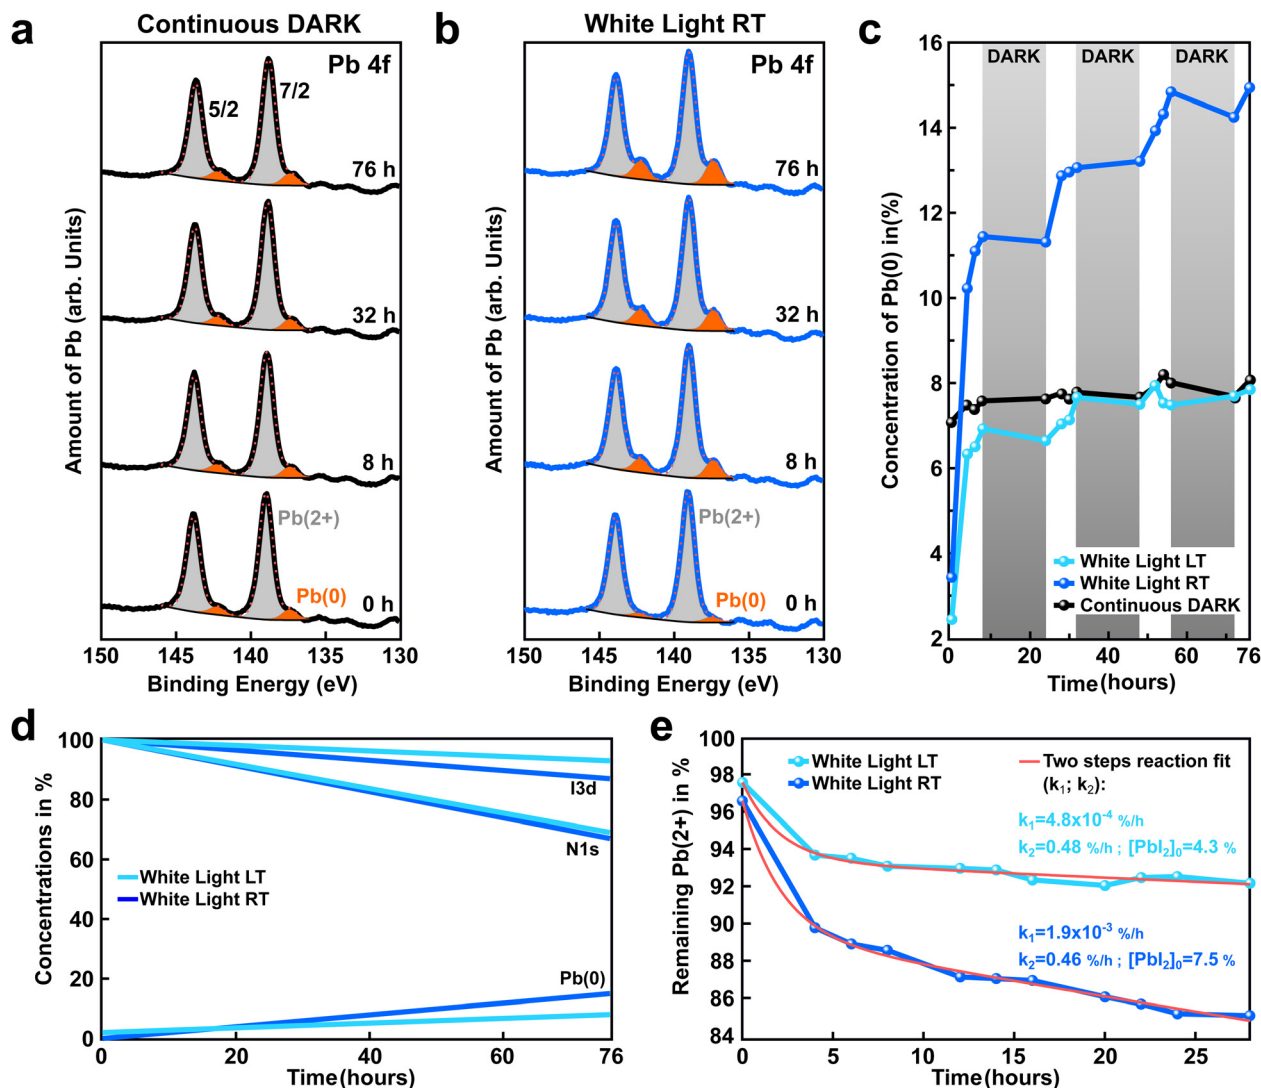 a
Continuous DARK
Pb 4f
5/2
7/2
76 h
32 h
8 h
Pb(2+)
Pb(0)
0 h
Amount of Pb (arb. Units)
150 145 140 135 130
Binding Energy (eV)
b
White Light RT
Pb 4f
76 h
32 h
8 h
Pb(2+)
Pb(0)
0 h
Amount of Pb (arb. Units)
150 145 140 135 130
Binding Energy (eV)
c
DARK DARK DARK
16
14
12
10
8
6
4
2
Concentration of Pb(0) in(%)
White Light LT
White Light RT
Continuous DARK
0 20 40 60 76
Time(hours)
d
100
80
60
40
20
0
Concentrations in %
I3d
N1s
White Light LT
White Light RT
Pb(0)
0 20 40 60 76
Time(hours)
e
100
98
96
94
92
90
88
86
84
Remaining Pb(2+) in %
White Light LT
White Light RT
Two steps reaction fit
(k₁; k₂):
k₁=4.8x10⁻⁴ %/h
k₂=0.48 %/h ; [PbI₂]₀=4.3 %
k₁=1.9x10⁻³ %/h
k₂=0.46 %/h ; [PbI₂]₀=7.5 %
0 5 10 15 20 25
Time(hours)